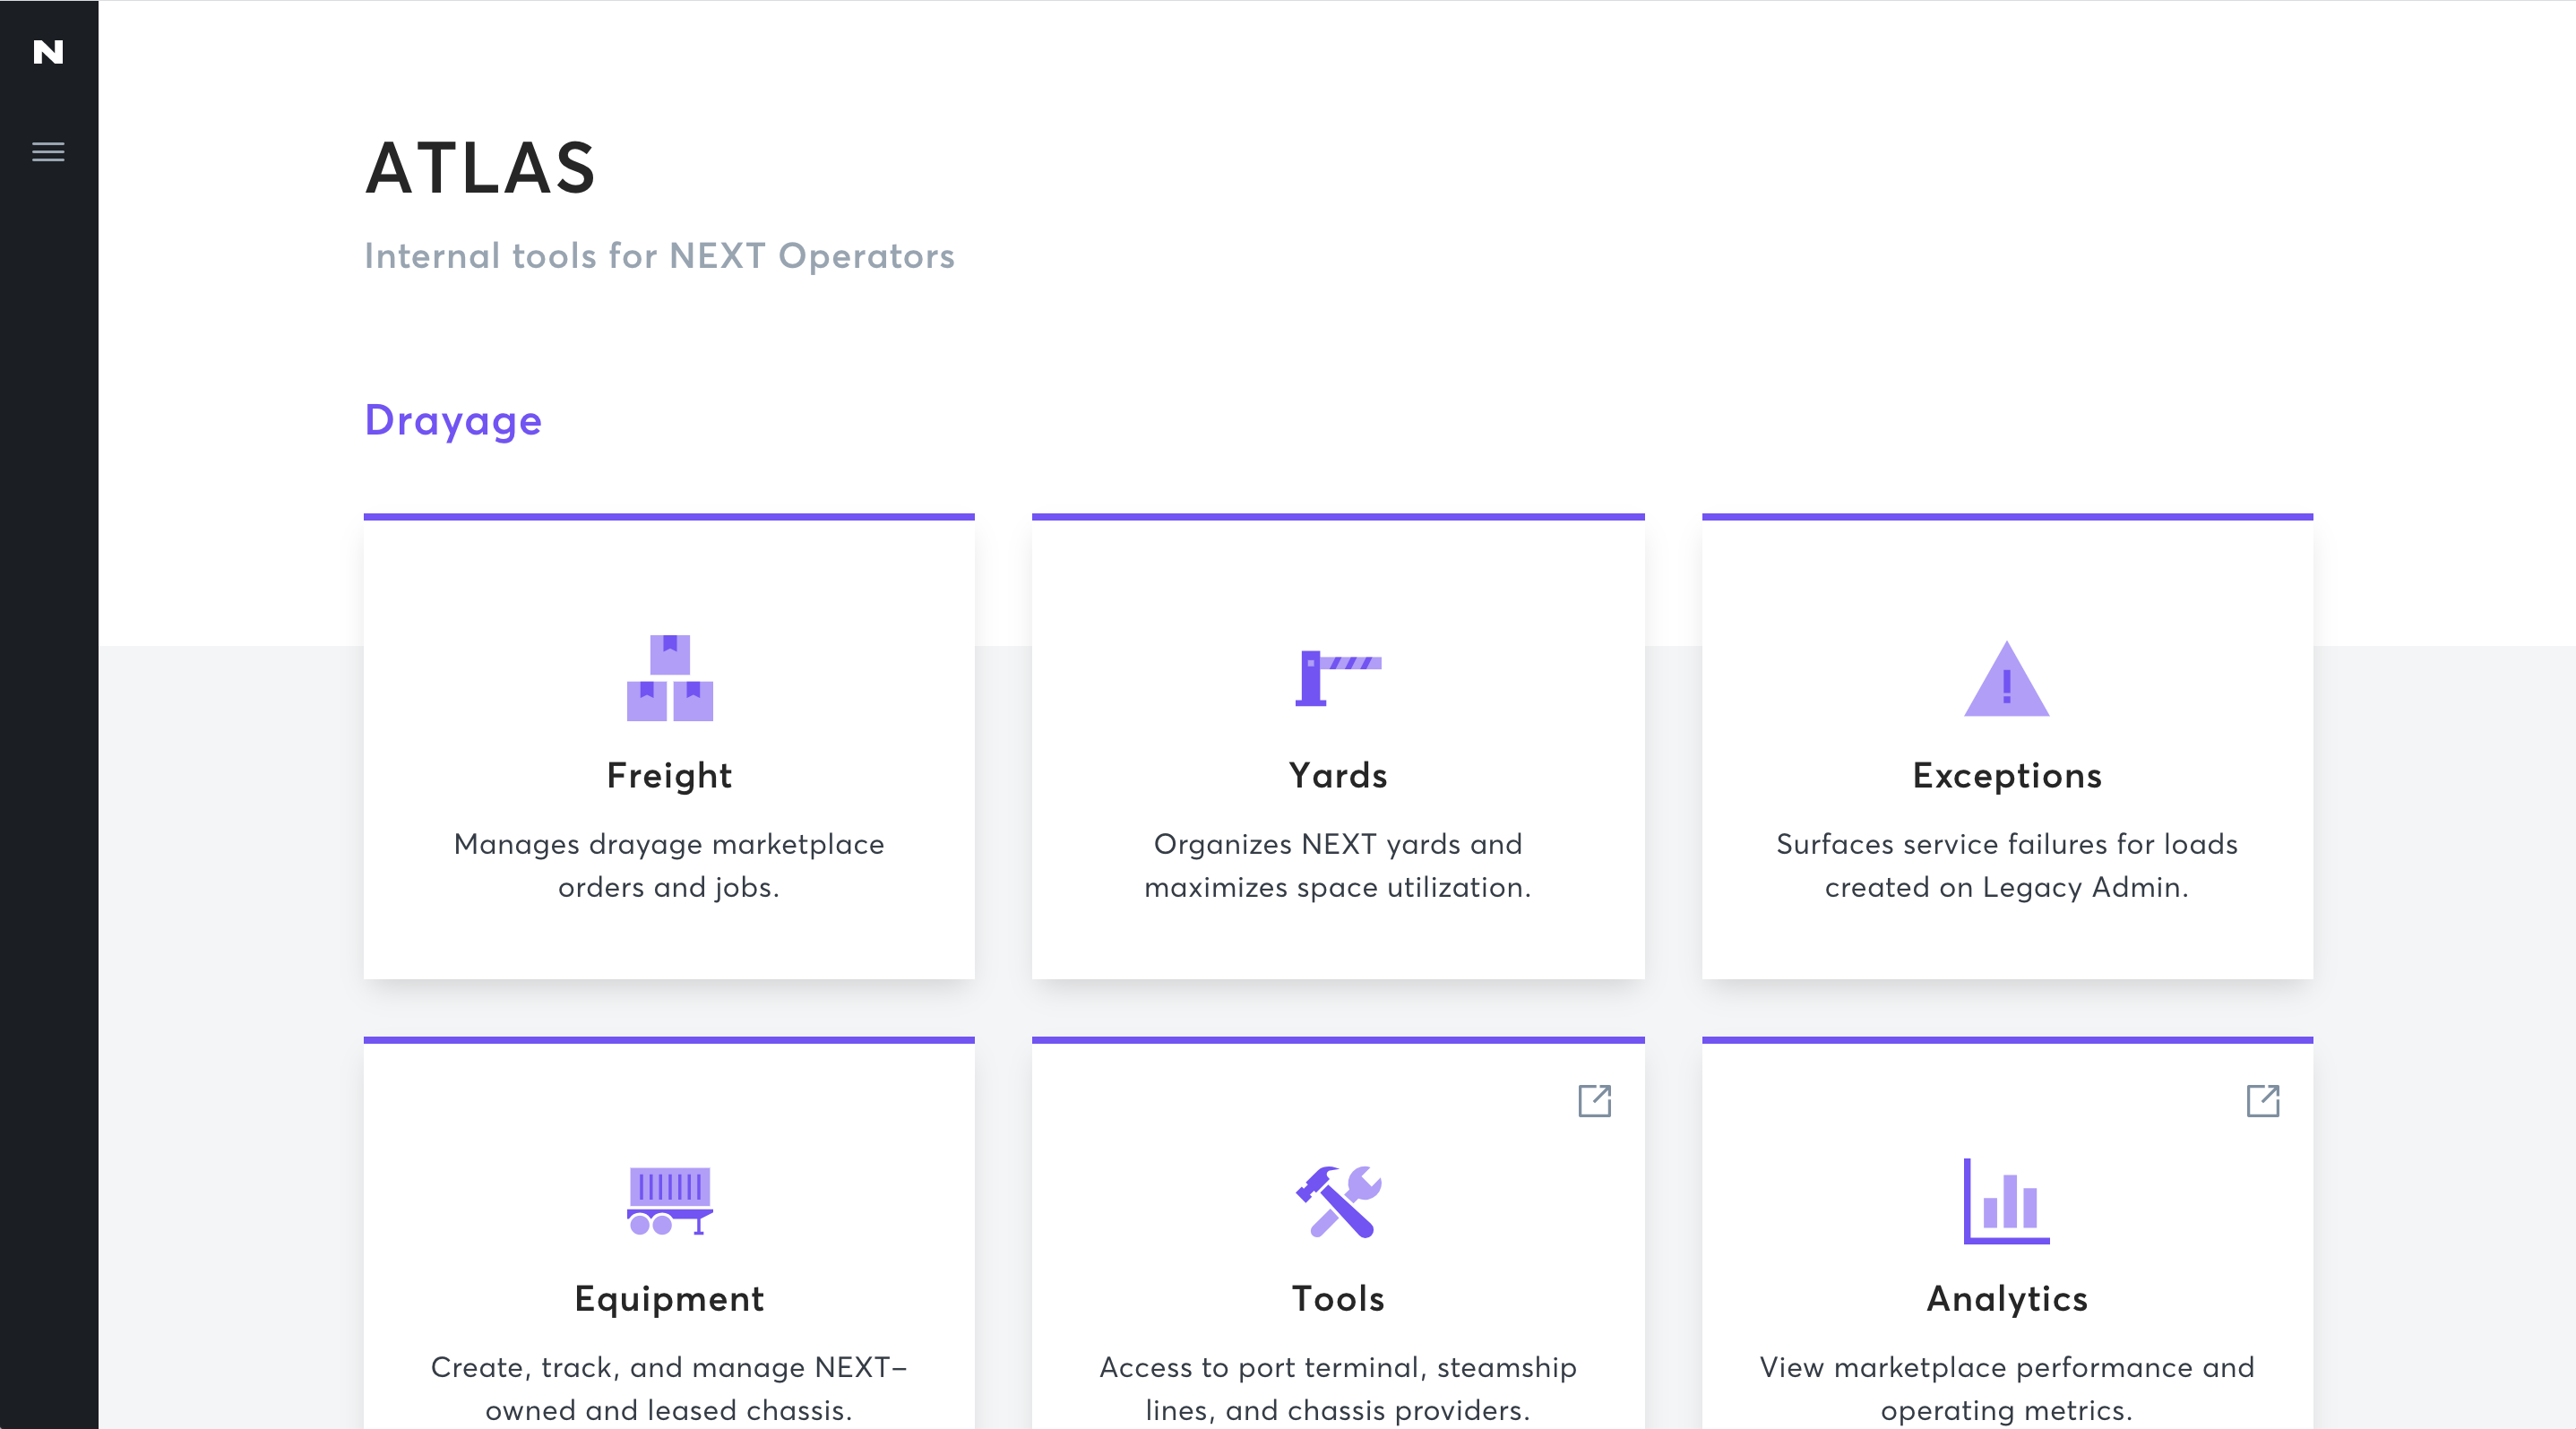 N
ATLAS
Internal tools for NEXT Operators
Drayage
Freight
Manages drayage marketplace
orders and jobs.
Yards
Organizes NEXT yards and
maximizes space utilization.
Exceptions
Surfaces service failures for loads
created on Legacy Admin.
Equipment
Create, track, and manage NEXT–
owned and leased chassis.
Tools
Access to port terminal, steamship
lines, and chassis providers.
Analytics
View marketplace performance and
operating metrics.